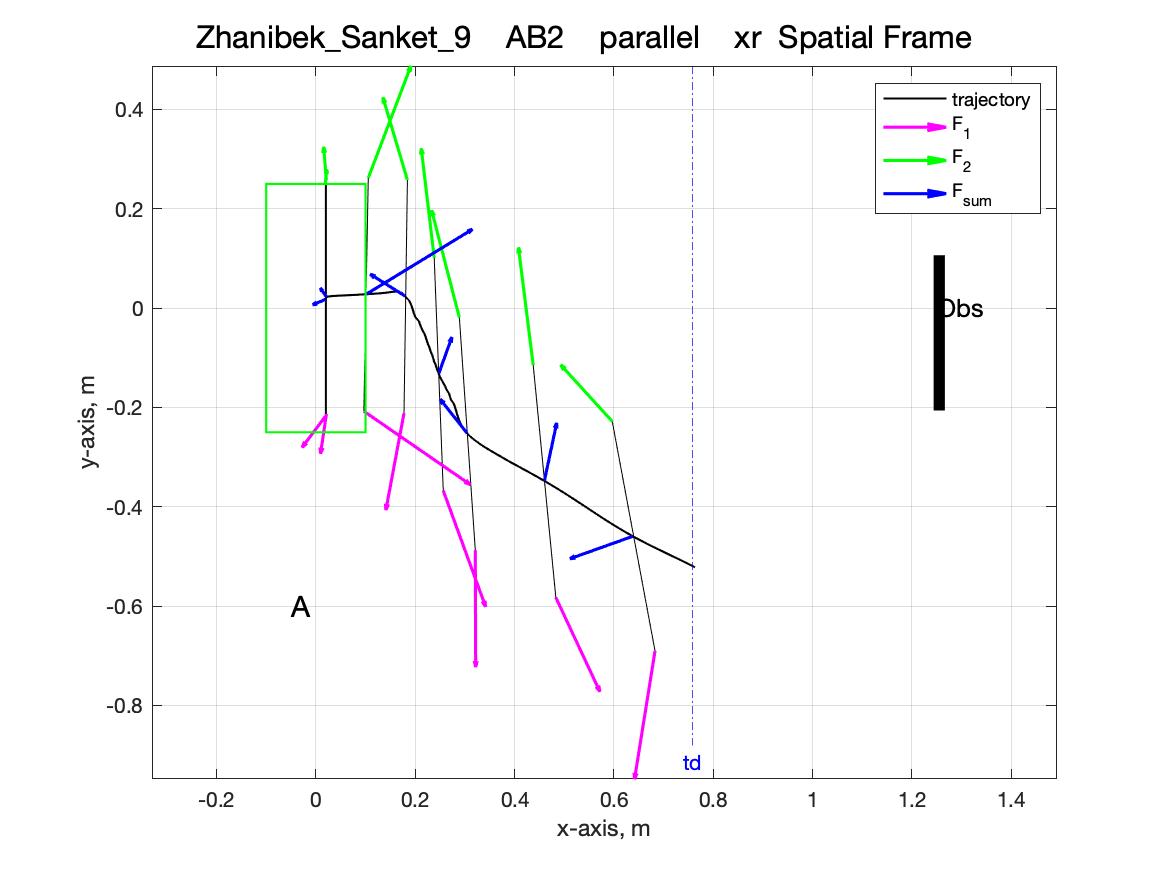 Zhanibek_Sanket_9 AB2 parallel xr Spatial Frame
trajectory
F1
F2
Fsum
0.4
0.2
0
-0.2
-0.4
-0.6
-0.8
y-axis, m
Obs
A
td
-0.2 0 0.2 0.4 0.6 0.8 1 1.2 1.4
x-axis, m